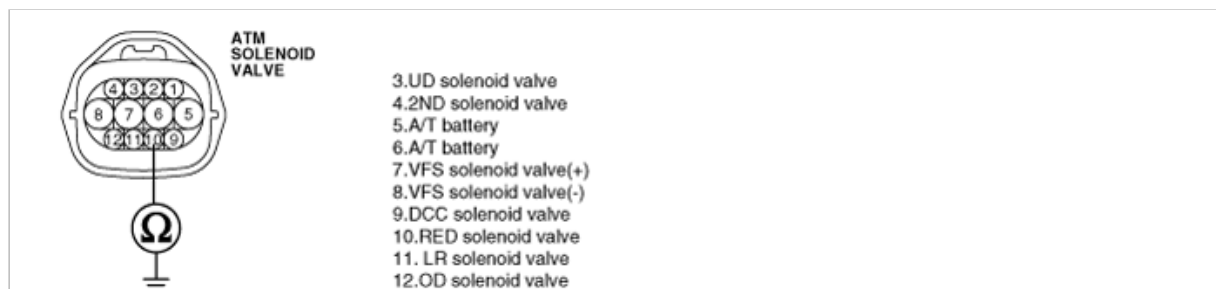 ATM
SOLENOID
VALVE
4 3 2 1
8 7 6 5
12 11 10 9
Ω
3.UD solenoid valve
4.2ND solenoid valve
5.A/T battery
6.A/T battery
7.VFS solenoid valve(+)
8.VFS solenoid valve(-)
9.DCC solenoid valve
10.RED solenoid valve
11. LR solenoid valve
12.OD solenoid valve